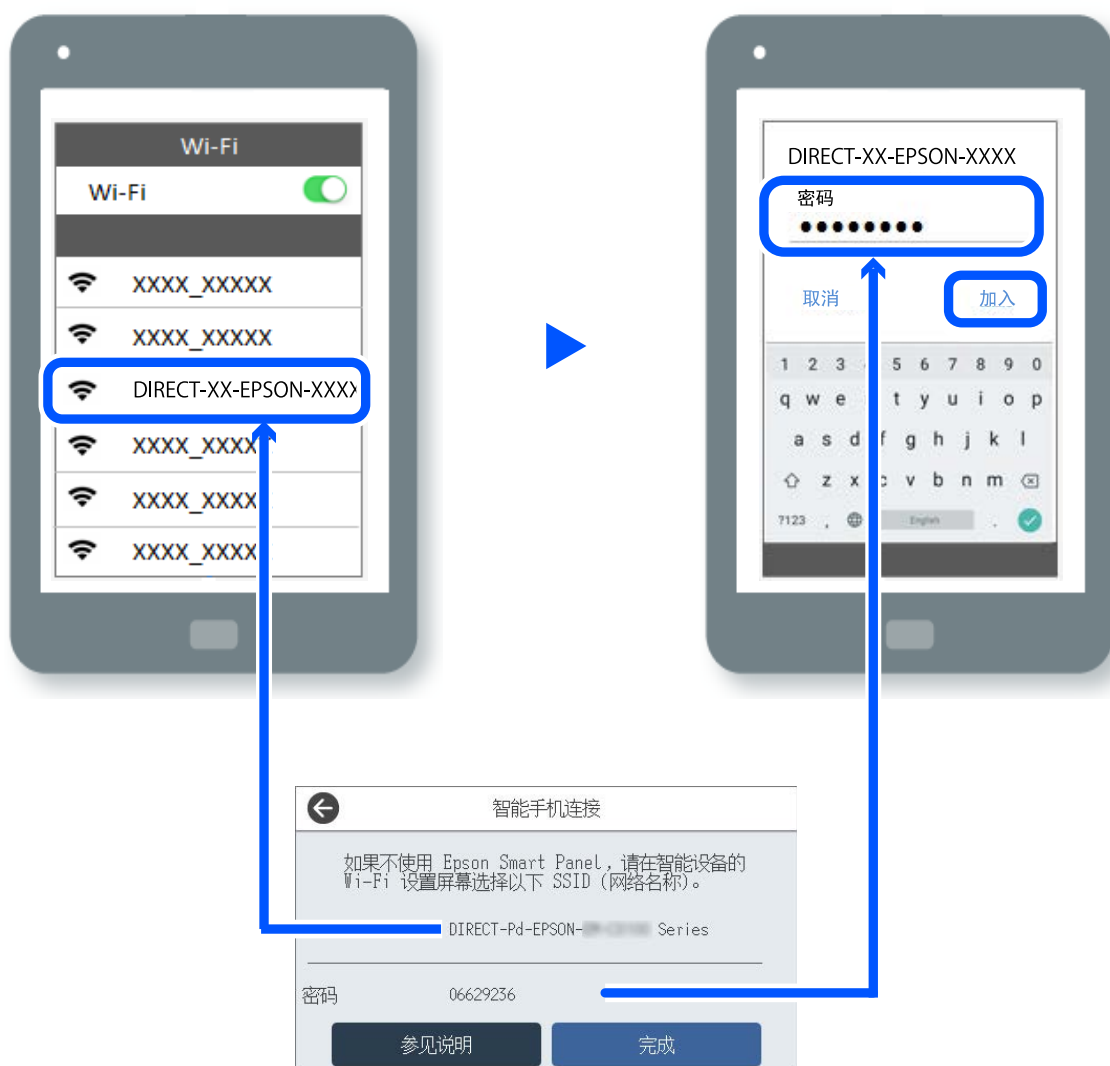 Wi-Fi
Wi-Fi
XXXX_XXXXX
XXXX_XXXXX
DIRECT-XX-EPSON-XXXX
XXXX_XXXX
XXXX_XXXX
XXXX_XXXX
DIRECT-XX-EPSON-XXXX
密码
●●●●●●●●
取消 加入
1 2 3 5 6 7 8 9 0
q w e t y u i o p
a s d f g h j k l
z x v b n m
?123 , English .
智能手机连接
如果不使用 Epson Smart Panel，请在智能设备的
Wi-Fi 设置屏幕选择以下 SSID (网络名称)。
DIRECT-Pd-EPSON- Series
密码 06629236
参见说明 完成